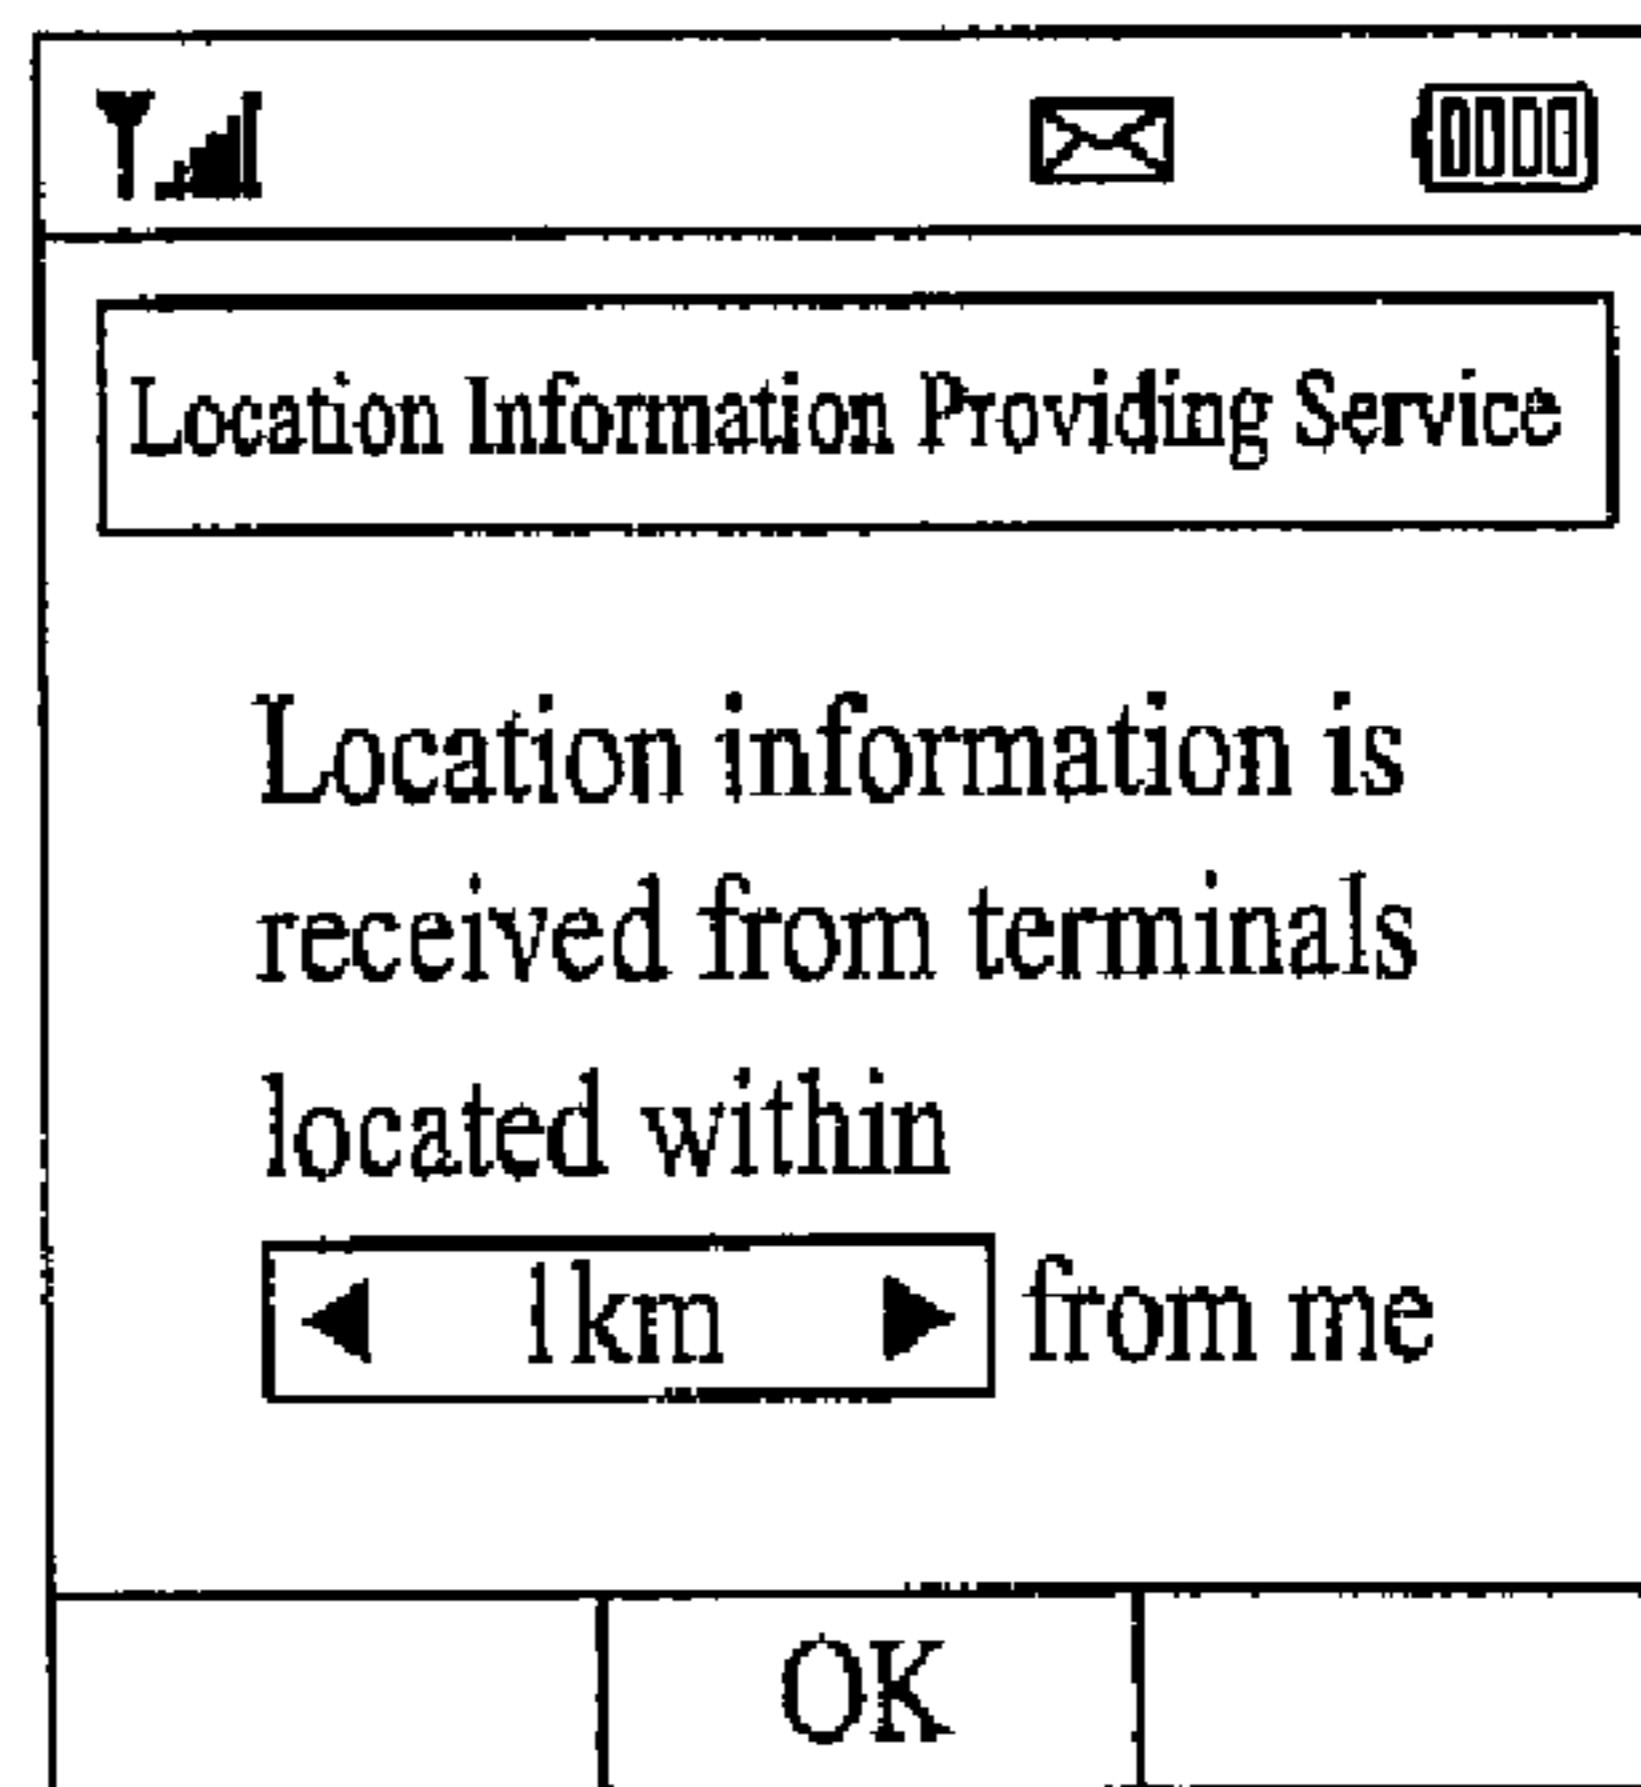 Location Information Providing Service
Location information is
received from terminals
located within
1km from me
OK